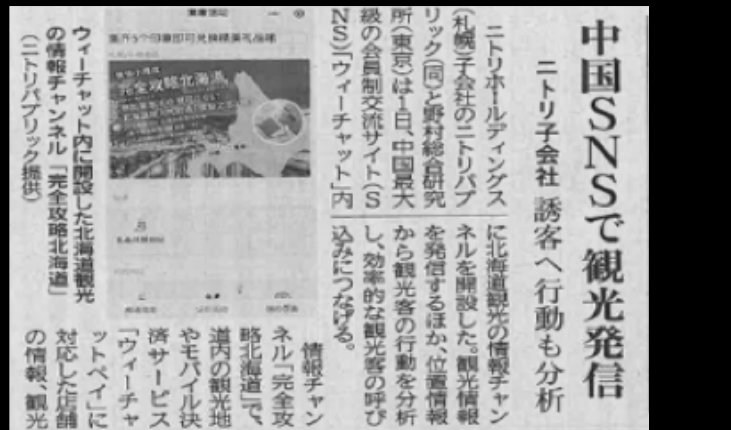 中国SNSで観光発信
ニトリ子会社 誘客へ行動も分析
ニトリホールディングス
(札幌)子会社のニトリパブ
リック(同)と野村総合研究
所(東京)は1日、中国最大
級の会員制交流サイト(S
NS)「ウィーチャット」内
に北海道観光の情報チャン
ネルを開設した。観光情報
を発信するほか、位置情報
から観光客の行動を分析
し、効率的な観光客の呼び
込みにつなげる。
情報チャン
ネル「完全攻
略北海道」で、
道内の観光地
やモバイル決
済サービス
「ウィーチャ
ットペイ」に
対応した店舗
の情報、観光
完全攻略北海道
ウィーチャット内に開設した北海道観光
の情報チャンネル「完全攻略北海道」
(ニトリパブリック提供)